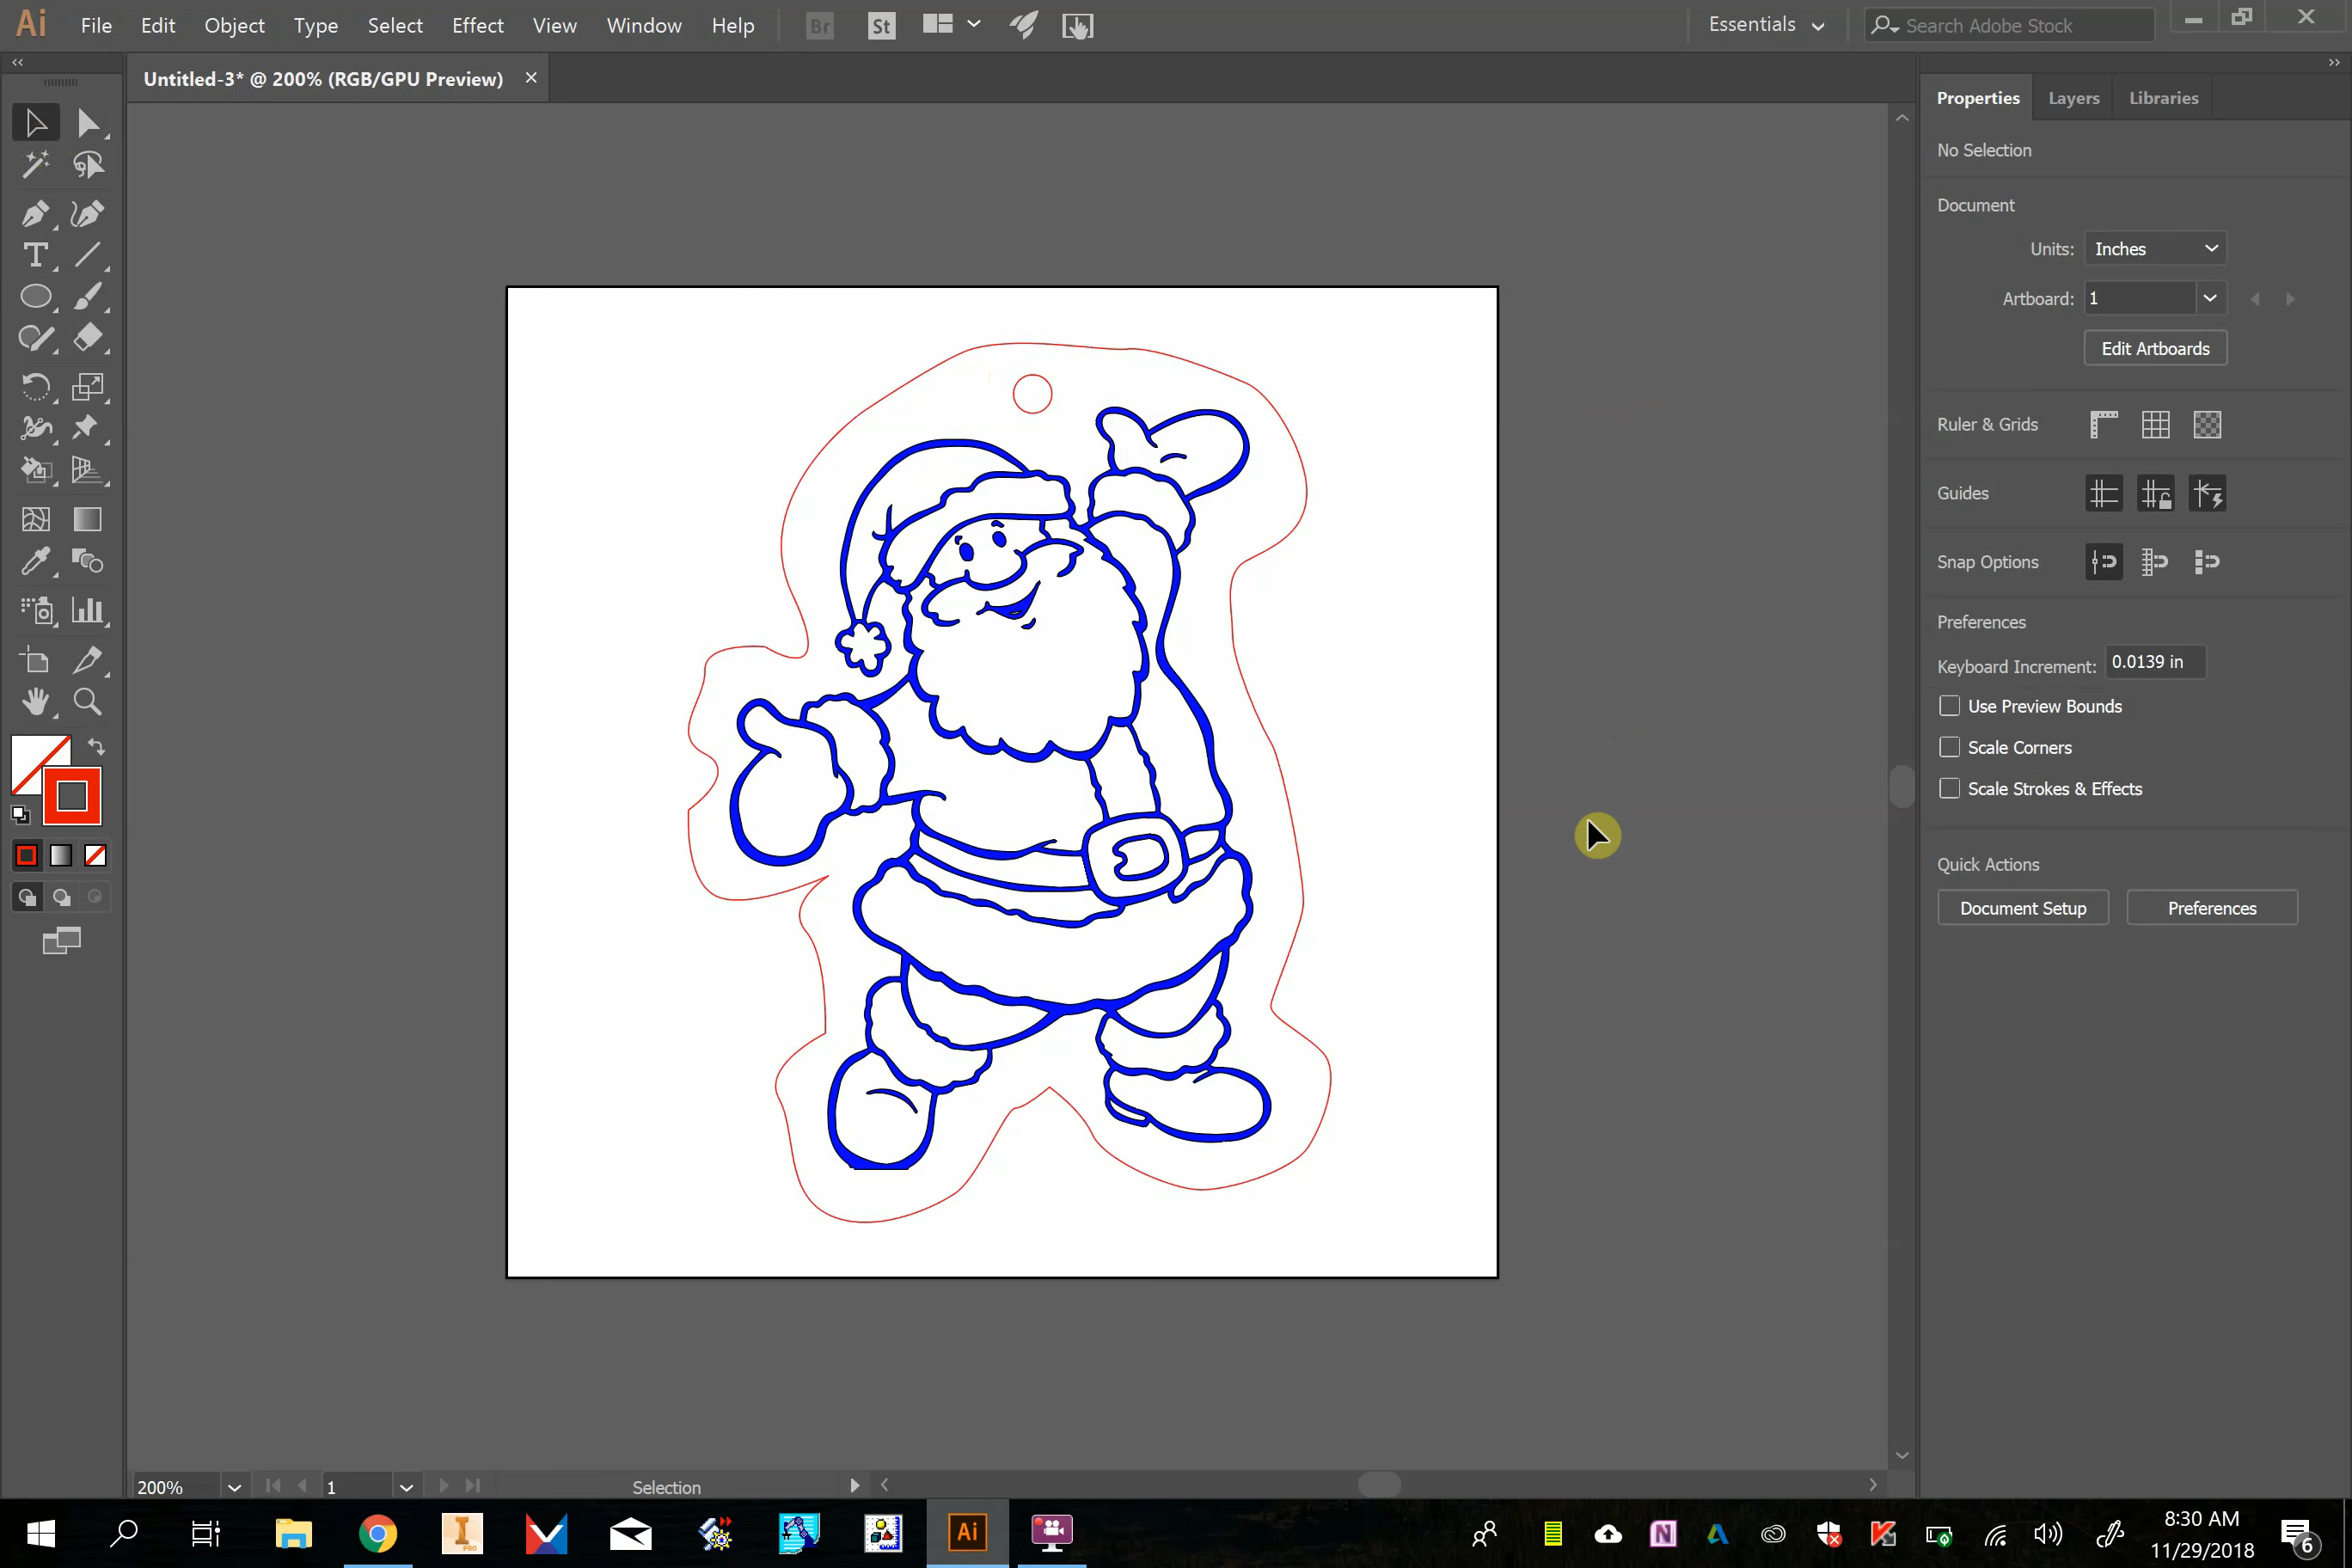 Ai File Edit Object Type Select Effect View Window Help Br St Essentials Search Adobe Stock
Untitled-3* @ 200% (RGB/GPU Preview) ×
Properties Layers Libraries
No Selection
Document
Units: Inches
Artboard: 1
Edit Artboards
Ruler & Grids
Guides
Snap Options
Preferences
Keyboard Increment: 0.0139 in
Use Preview Bounds
Scale Corners
Scale Strokes & Effects
Quick Actions
Document Setup Preferences
200% 1 Selection
I PRO Ai N 8:30 AM
11/29/2018 6